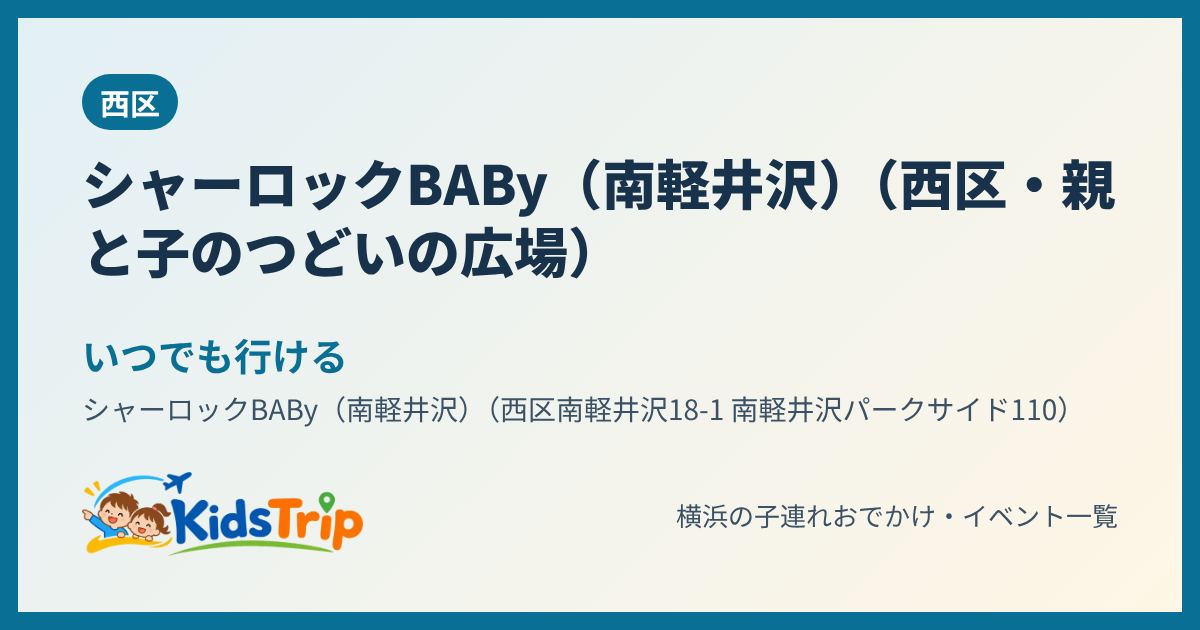 西区
シャーロックBABy（南軽井沢）（西区・親
と子のつどいの広場）
いつでも行ける
シャーロックBABy（南軽井沢）（西区南軽井沢18-1 南軽井沢パークサイド110）
KidsTrip
横浜の子連れおでかけ・イベント一覧